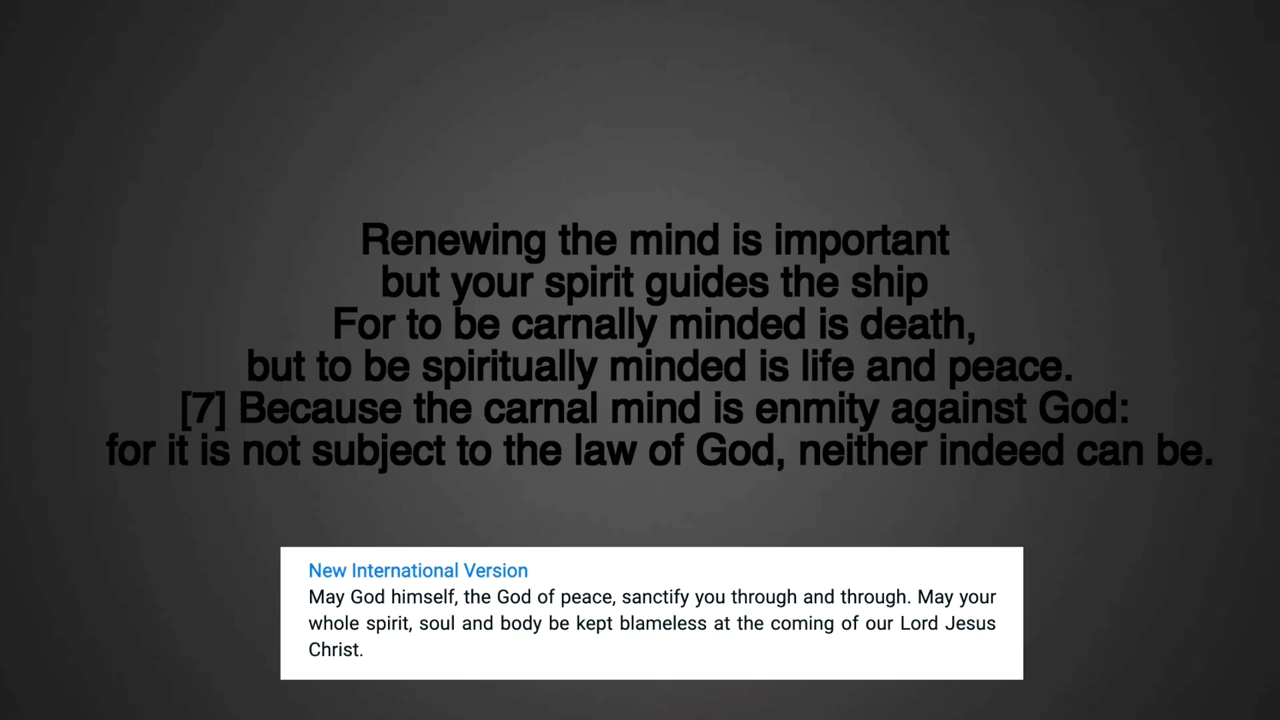 Renewing the mind is important
but your spirit guides the ship
For to be carnally minded is death,
but to be spiritually minded is life and peace.
[7] Because the carnal mind is enmity against God:
for it is not subject to the law of God, neither indeed can be.
New International Version
May God himself, the God of peace, sanctify you through and through. May your
whole spirit, soul and body be kept blameless at the coming of our Lord Jesus
Christ.